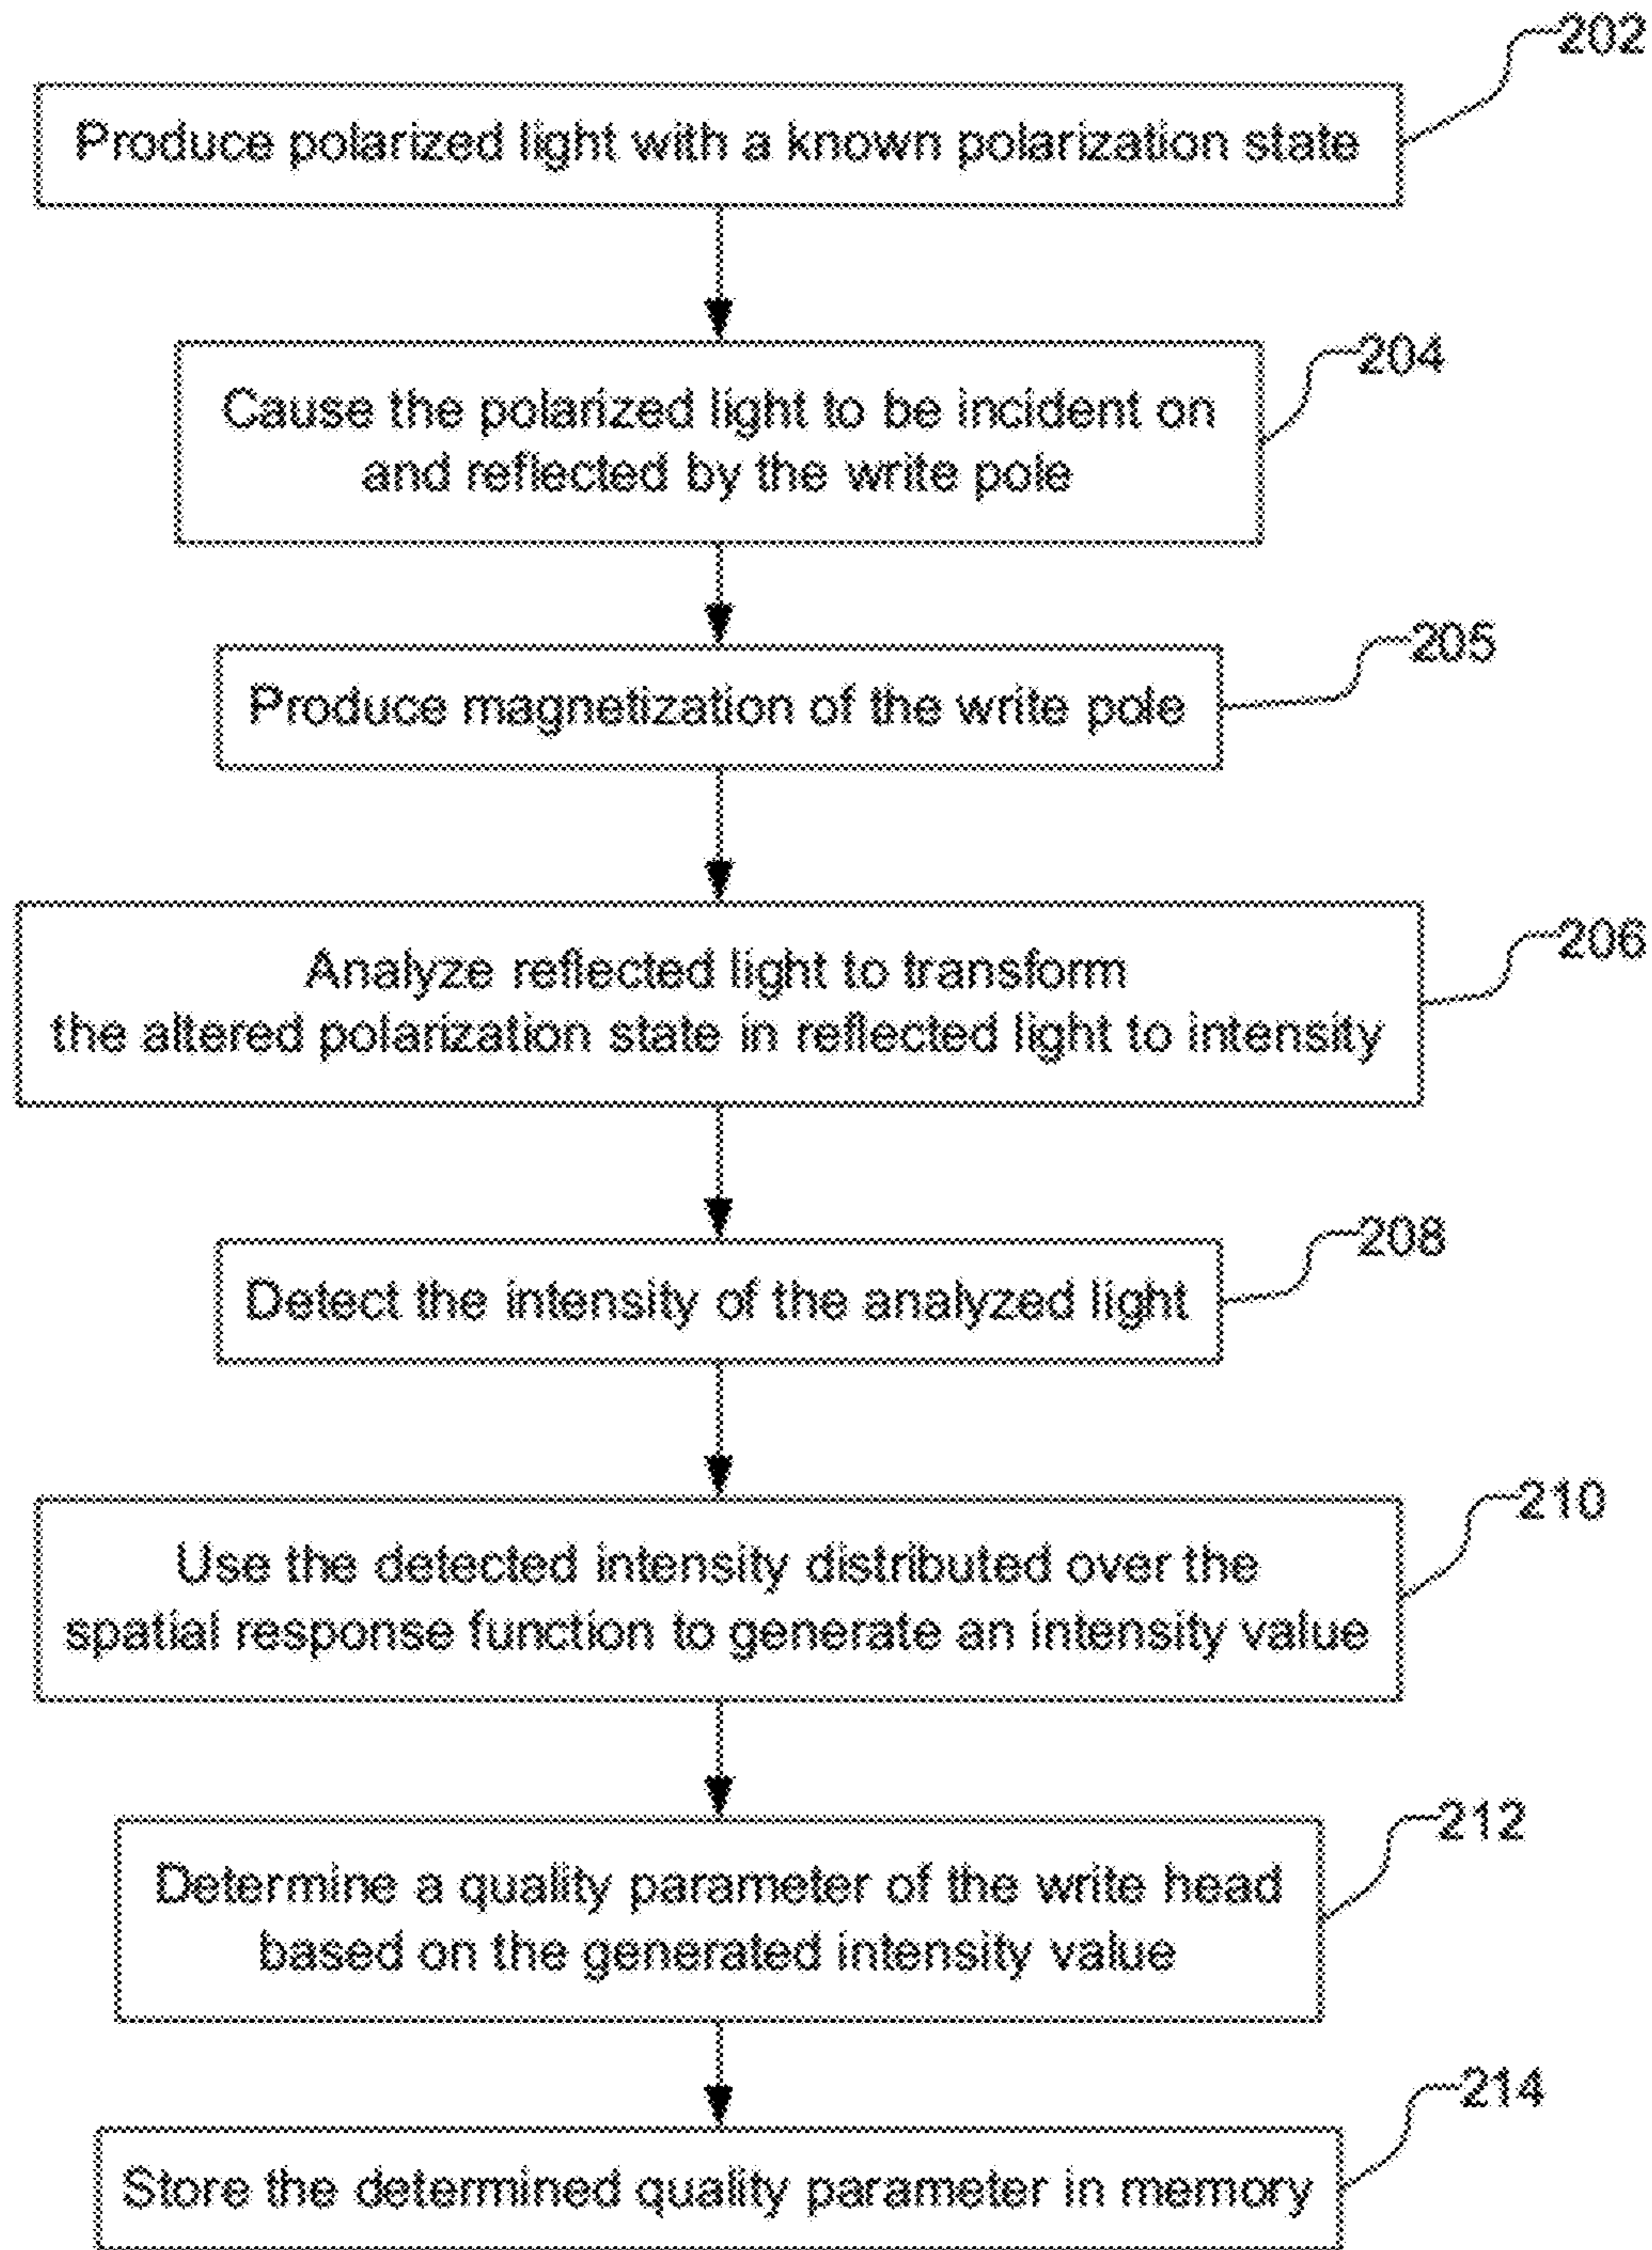 202
Produce polarized light with a known polarization state
204
Cause the polarized light to be incident on
and reflected by the write pole
205
Produce magnetization of the write pole
206
Analyze reflected light to transform
the altered polarization state in reflected light to intensity
208
Detect the intensity of the analyzed light
210
Use the detected intensity distributed over the
spatial response function to generate an intensity value
212
Determine a quality parameter of the write head
based on the generated intensity value
214
Store the determined quality parameter in memory